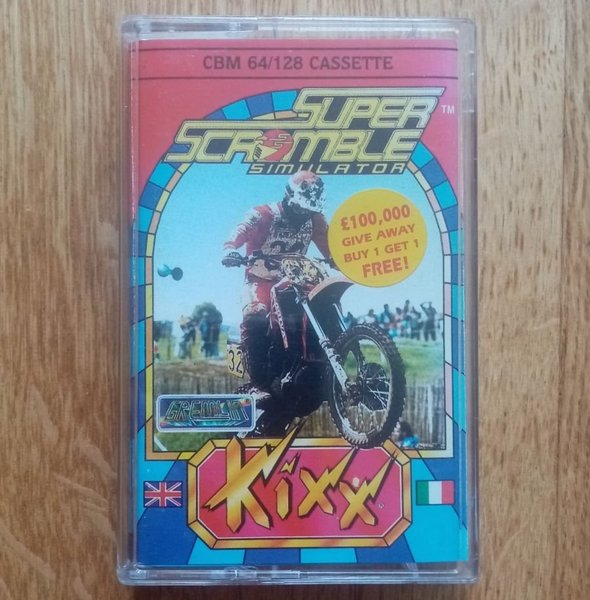 CBM 64/128 CASSETTE
SUPER TM
SCRAMBLE
SIMULATOR
£100,000
GIVE AWAY
BUY 1 GET 1
FREE!
32
GREMLIN
Kixx